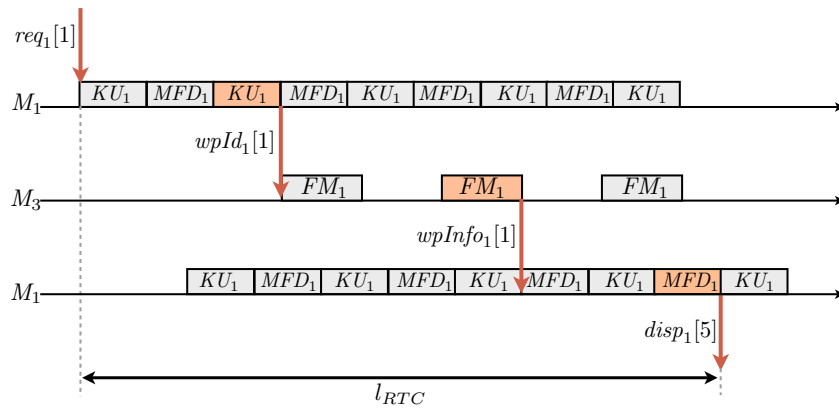 req₁[1]
M₁ KU₁ MFD₁ KU₁ MFD₁ KU₁ MFD₁ KU₁ MFD₁ KU₁
wpId₁[1]
M₃ FM₁ FM₁ FM₁
wpInfo₁[1]
M₁ KU₁ MFD₁ KU₁ MFD₁ KU₁ MFD₁ KU₁ MFD₁ KU₁
disp₁[5]
l_RTC